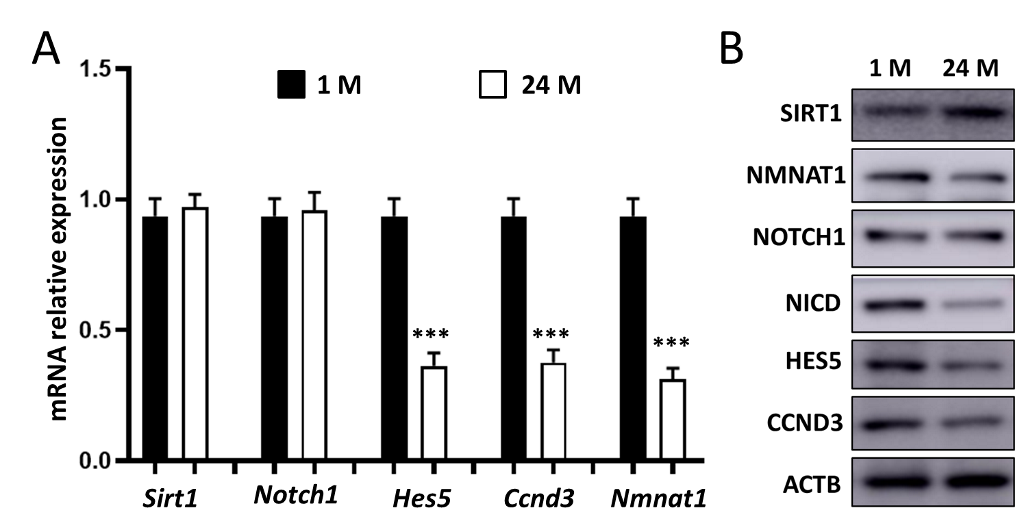 A
mRNA relative expression
1.5
1.0
0.5
0.0
1 M
24 M
***
***
***
Sirt1
Notch1
Hes5
Ccnd3
Nmnat1
B
1 M 24 M
SIRT1
NMNAT1
NOTCH1
NICD
HES5
CCND3
ACTB